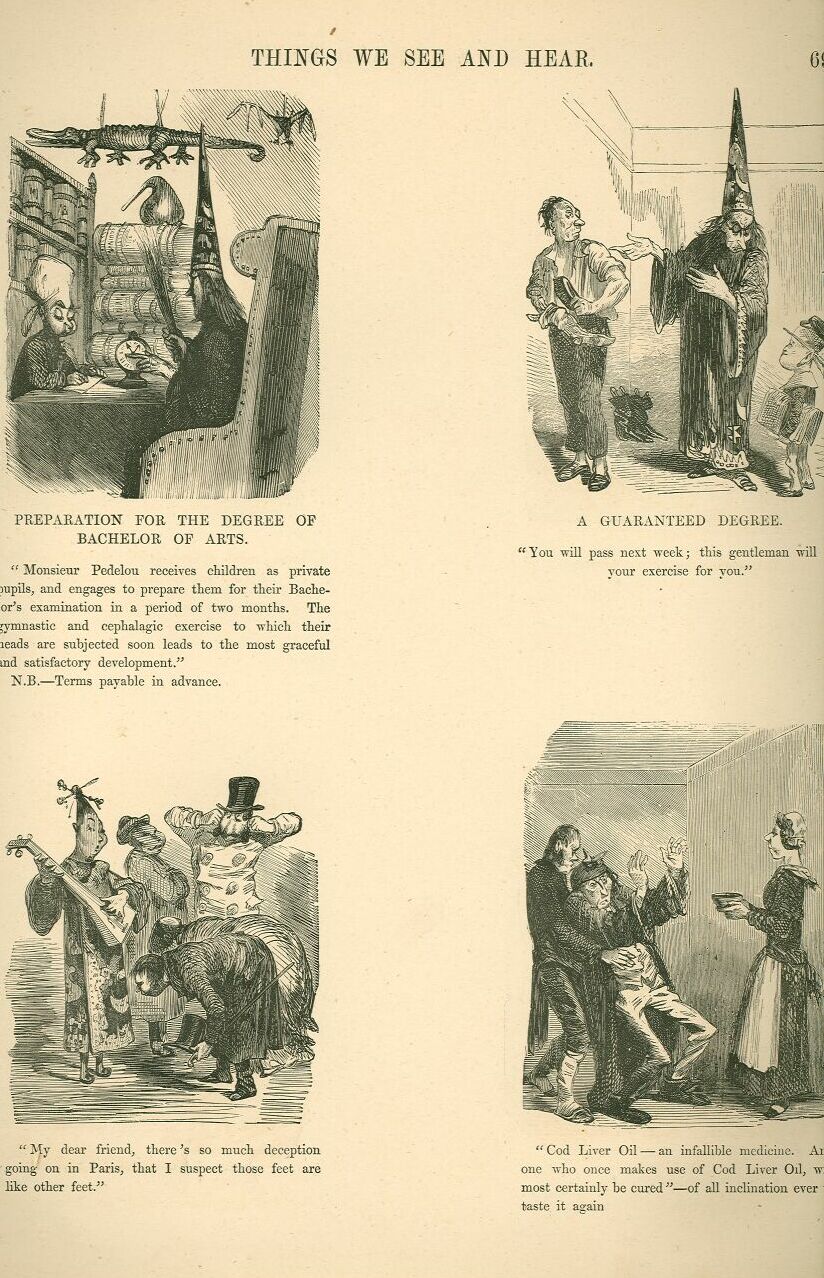 THINGS WE SEE AND HEAR.
69
PREPARATION FOR THE DEGREE OF
BACHELOR OF ARTS.
"Monsieur Pedelou receives children as private
pupils, and engages to prepare them for their Bache-
or's examination in a period of two months. The
gymnastic and cephalagic exercise to which their
heads are subjected soon leads to the most graceful
and satisfactory development."
N.B.—Terms payable in advance.
A GUARANTEED DEGREE.
"You will pass next week; this gentleman will
your exercise for you."
"My dear friend, there's so much deception
going on in Paris, that I suspect those feet are
like other feet."
"Cod Liver Oil—an infallible medicine.
one who once makes use of Cod Liver Oil,
most certainly be cured"—of all inclination ever
taste it again